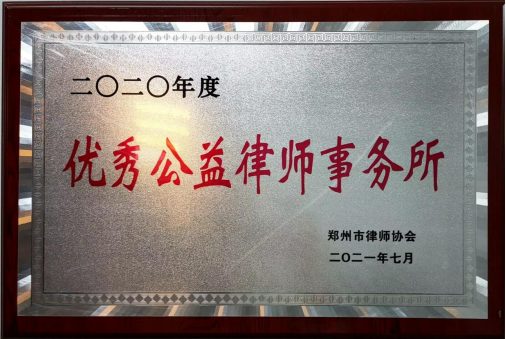 二〇二〇年度
优秀公益律师事务所
郑州市律师协会
二〇二一年七月